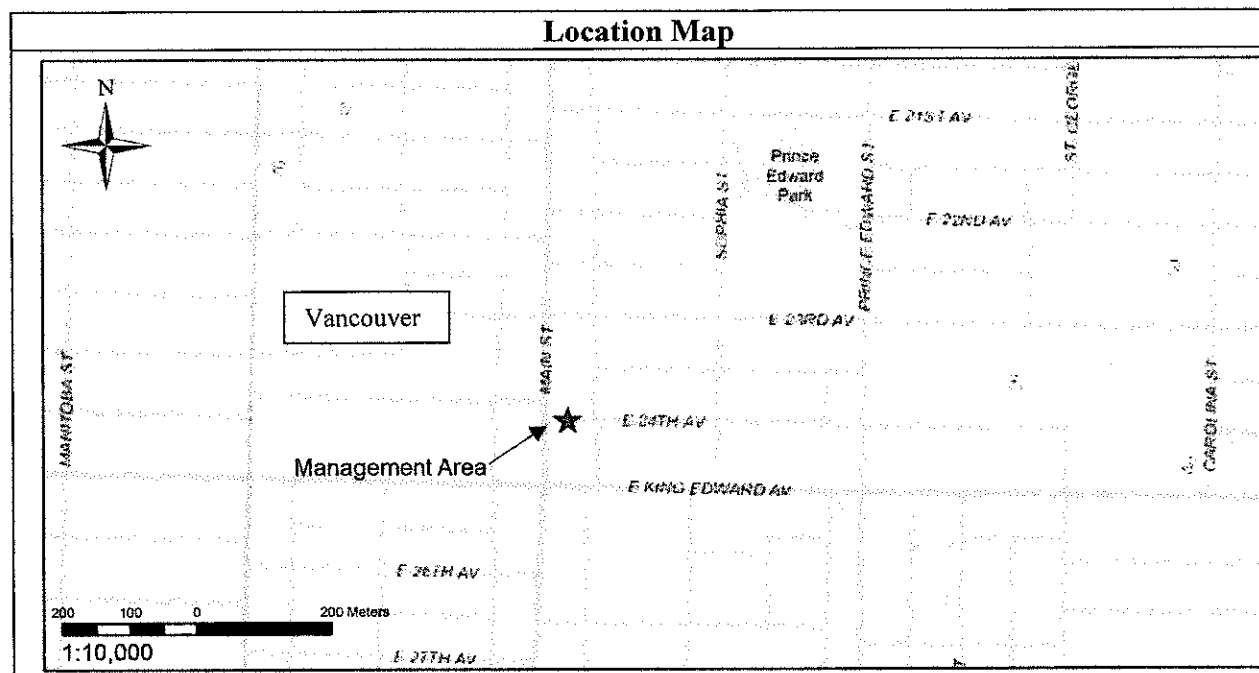 Location Map
N
E 21ST AV
ST. GEORGE
Prince
Edward
Park
SOPHIA ST
PRINCE EDWARD ST
E 22ND AV
Vancouver
E 23RD AV
MANITOBA ST
MAIN ST
CAROLINA ST
E 24TH AV
Management Area
E KING EDWARD AV
E 26TH AV
200 100 0 200 Meters
1:10,000
E 27TH AV